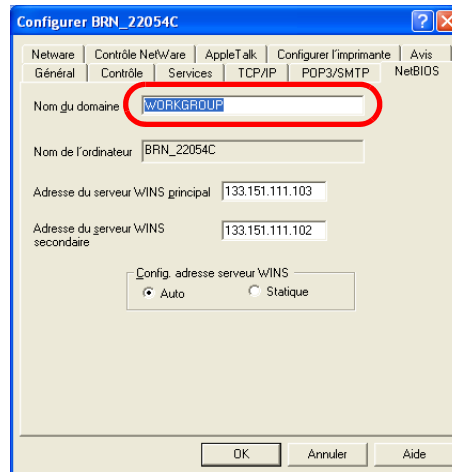 Configurer BRN_22054C
Netware Contrôle NetWare AppleTalk Configurer l'imprimante Avis
Général Contrôle Services TCP/IP POP3/SMTP NetBIOS
Nom du domaine WORKGROUP
Nom de l'ordinateur BRN_22054C
Adresse du serveur WINS principal 133.151.111.103
Adresse du serveur WINS secondaire 133.151.111.102
Config. adresse serveur WINS
Auto Statique
OK Annuler Aide